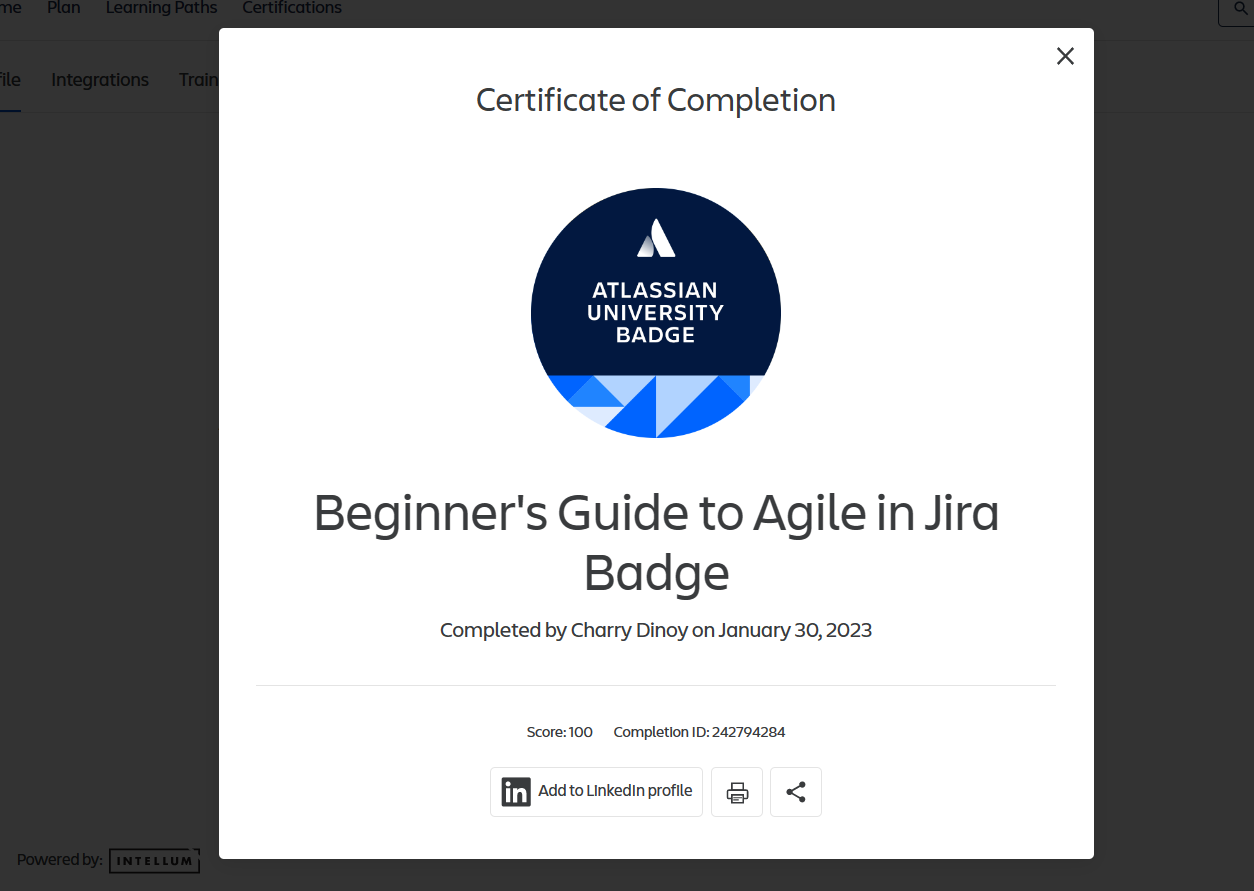 me Plan Learning Paths Certifications
file Integrations Train
Certificate of Completion
ATLASSIAN
UNIVERSITY
BADGE
Beginner's Guide to Agile in Jira
Badge
Completed by Charry Dinoy on January 30, 2023
Score: 100 Completion ID: 242794284
in Add to LinkedIn profile
Powered by: INTELLUM